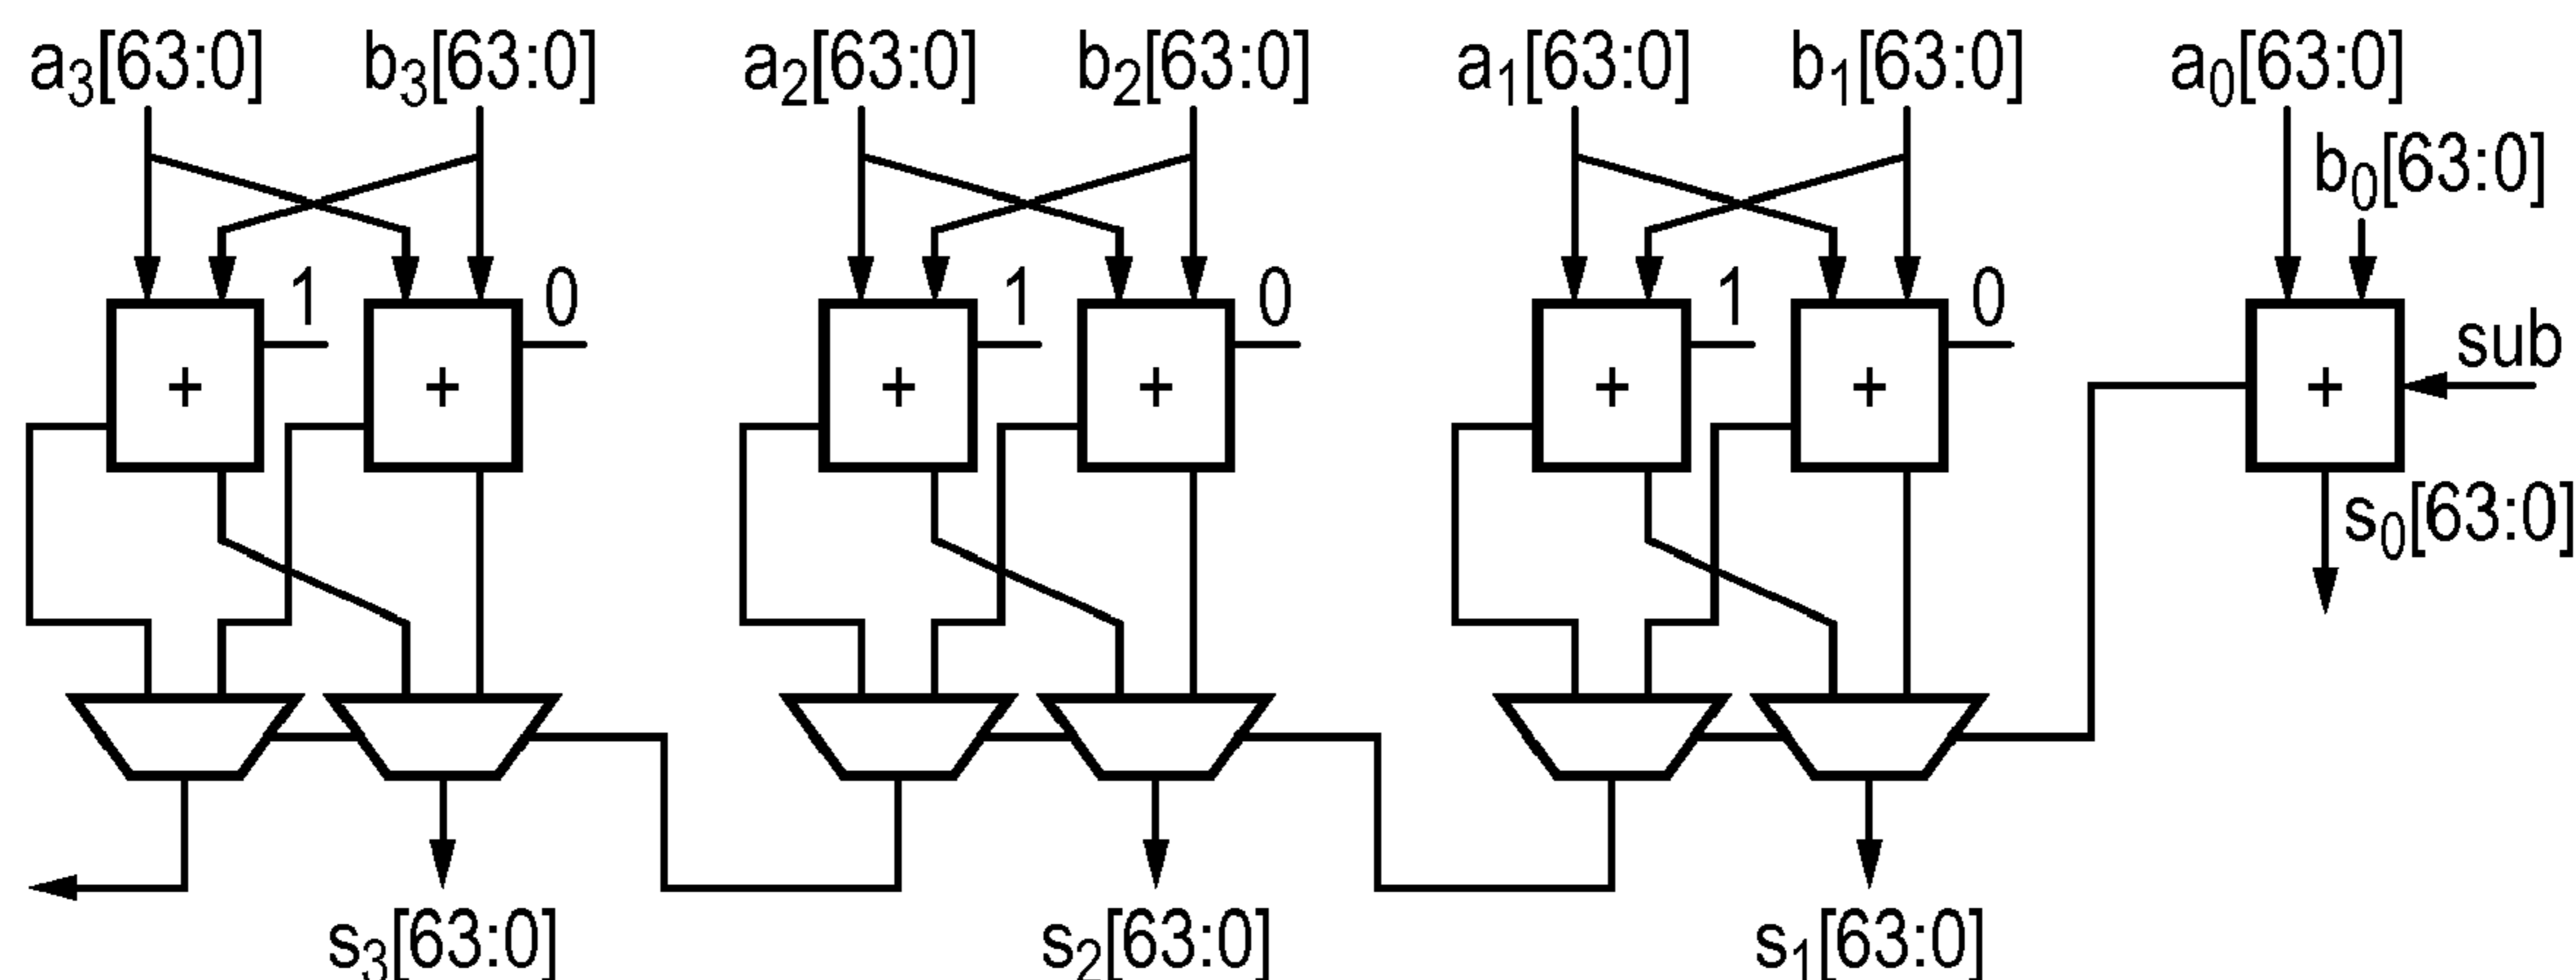 a₃[63:0] b₃[63:0] a₂[63:0] b₂[63:0] a₁[63:0] b₁[63:0] a₀[63:0]
b₀[63:0]
1 0 1 0 1 0
+ + + + + + + sub
s₀[63:0]
s₃[63:0] s₂[63:0] s₁[63:0]